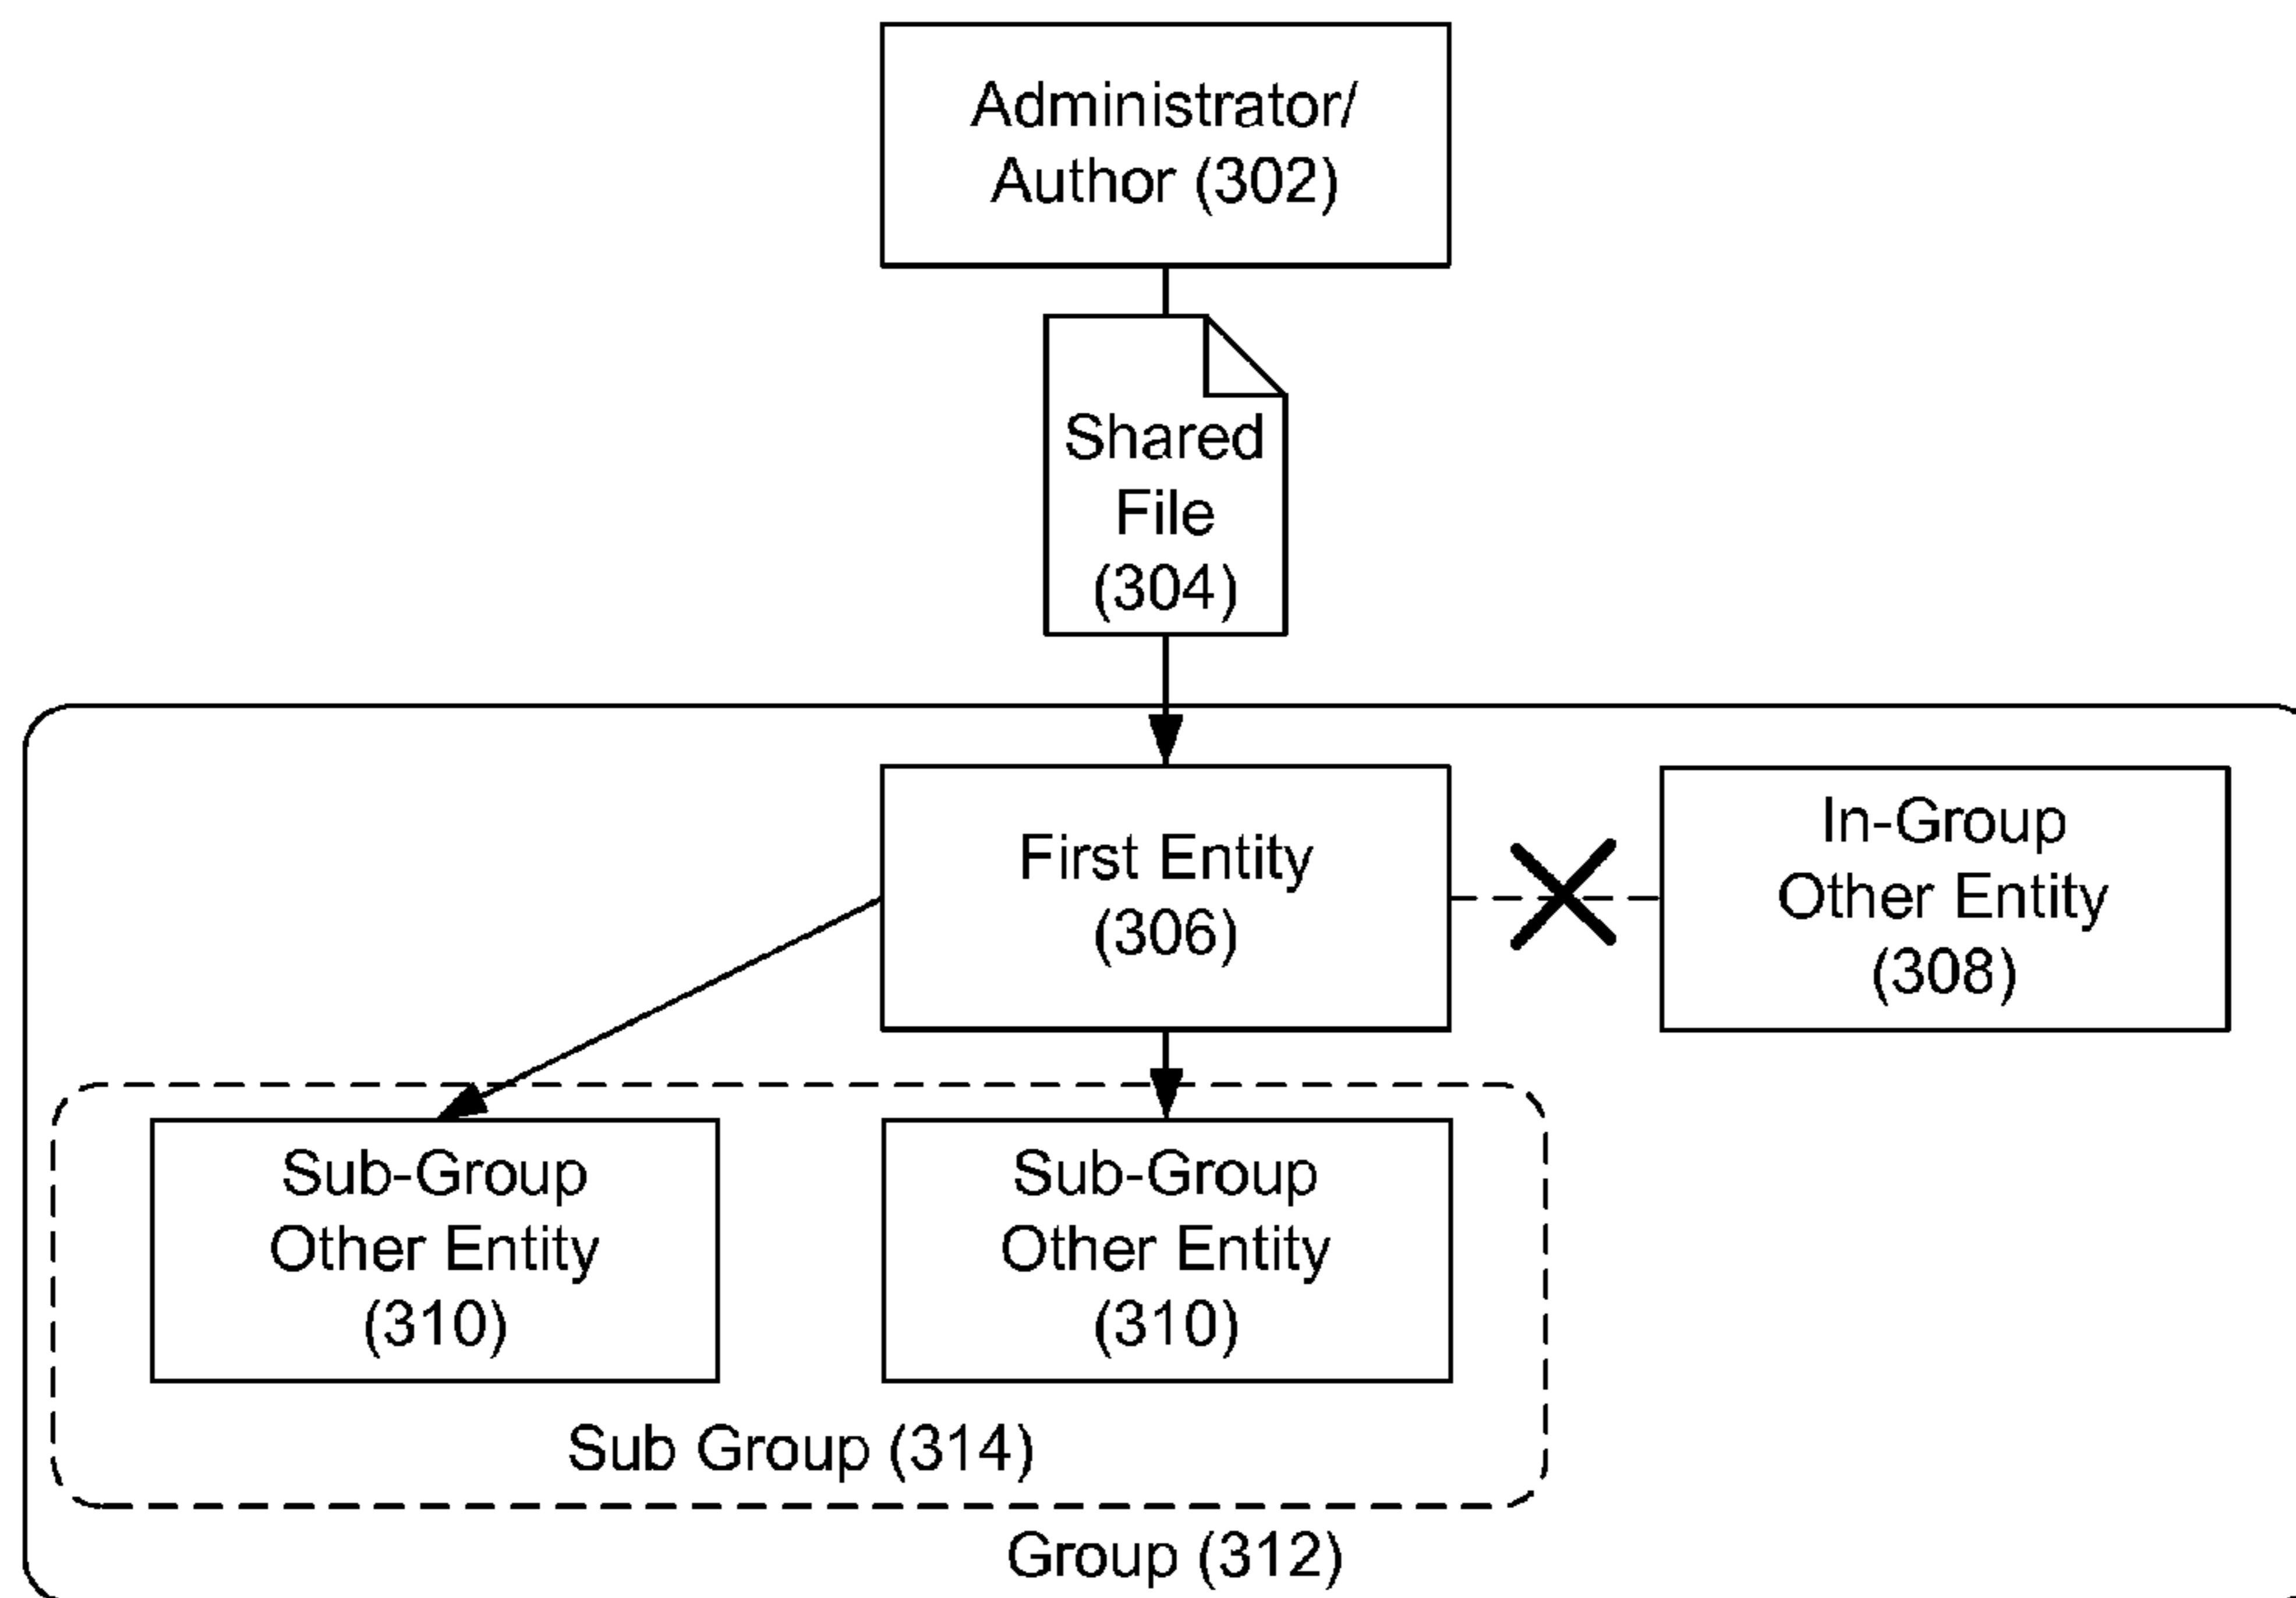 Administrator/
Author (302)
Shared
File
(304)
First Entity
(306)
In-Group
Other Entity
(308)
Sub-Group
Other Entity
(310)
Sub-Group
Other Entity
(310)
Sub Group (314)
Group (312)